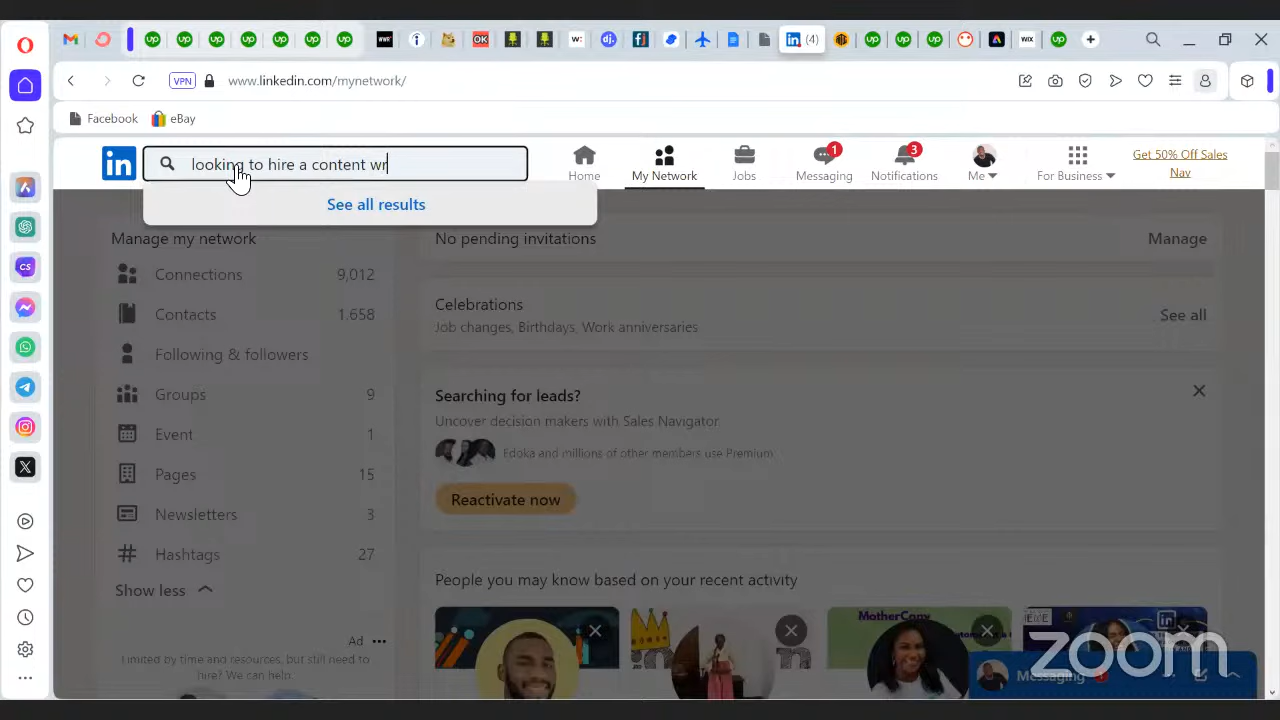 (4)
VPN
www.linkedin.com/mynetwork/
Facebook
eBay
in
looking to hire a content wr
Home
My Network
Jobs
1
Messaging
3
Notifications
Me
For Business
Get 50% Off Sales
Nav
See all results
Manage my network
Connections 9,012
Contacts 1,658
Following & followers
Groups 9
Event 1
Pages 15
Newsletters 3
Hashtags 27
Show less
Ad
Limited by time and resources, but still need to
hire? We can help.
No pending invitations
Manage
Celebrations
Job changes, Birthdays, Work anniversaries
See all
Searching for leads?
Uncover decision makers with Sales Navigator.
Edoka and millions of other members use Premium
Reactivate now
People you may know based on your recent activity
MotherCopy
Messaging
zoom